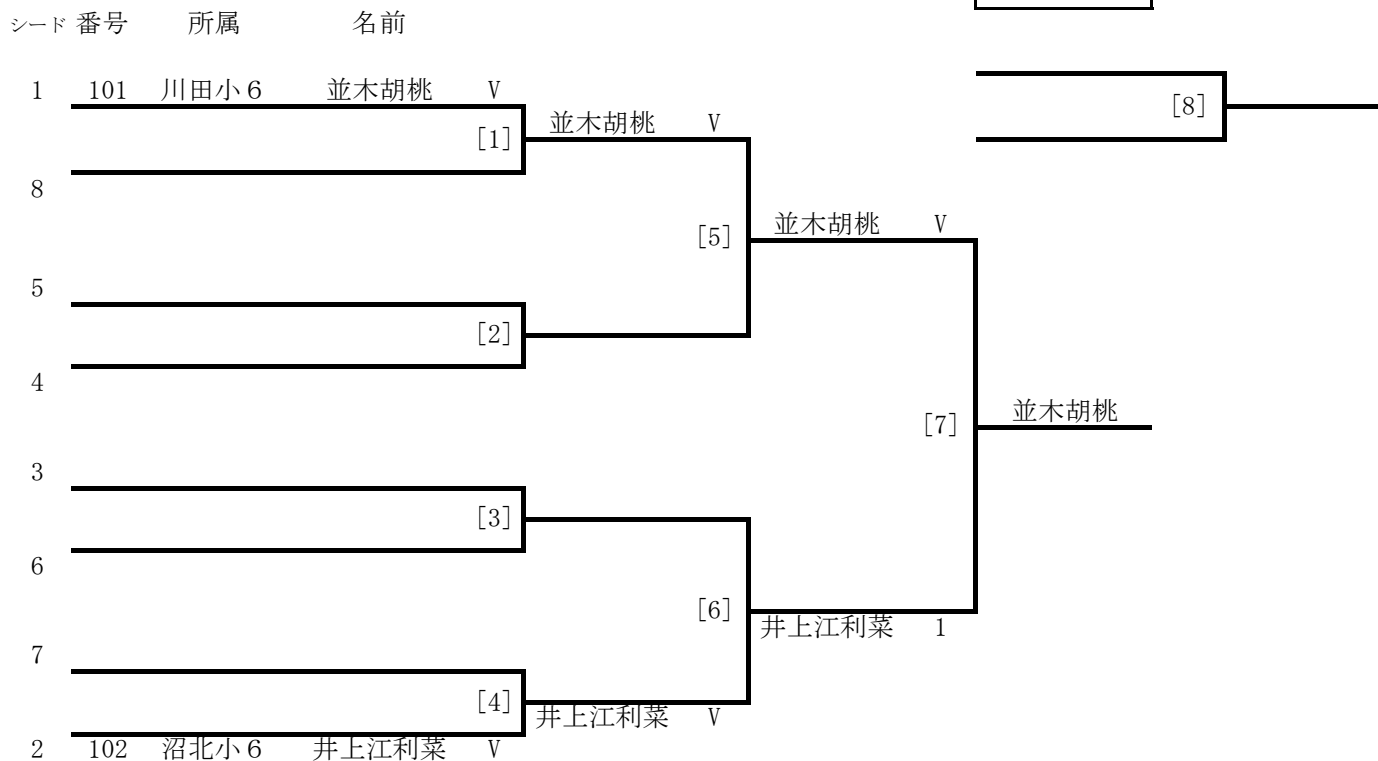 シード 番号 所属 名前
1 101 川田小６ 並木胡桃 V
[8]
並木胡桃 V
[1]
8
並木胡桃 V
[5]
5
[2]
4
並木胡桃
[7]
3
[3]
6
[6]
井上江利菜 1
7
[4]
井上江利菜 V
2 102 沼北小６ 井上江利菜 V